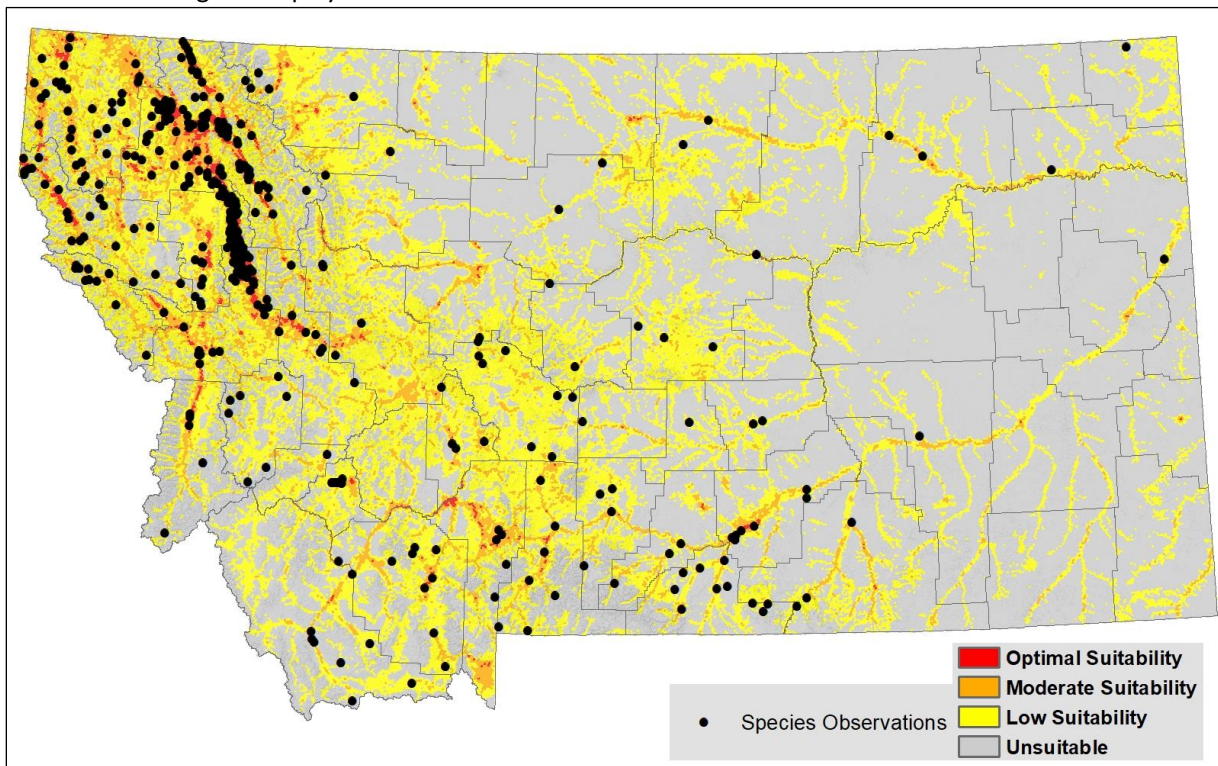 Optimal Suitability
Moderate Suitability
Species Observations
Low Suitability
Unsuitable